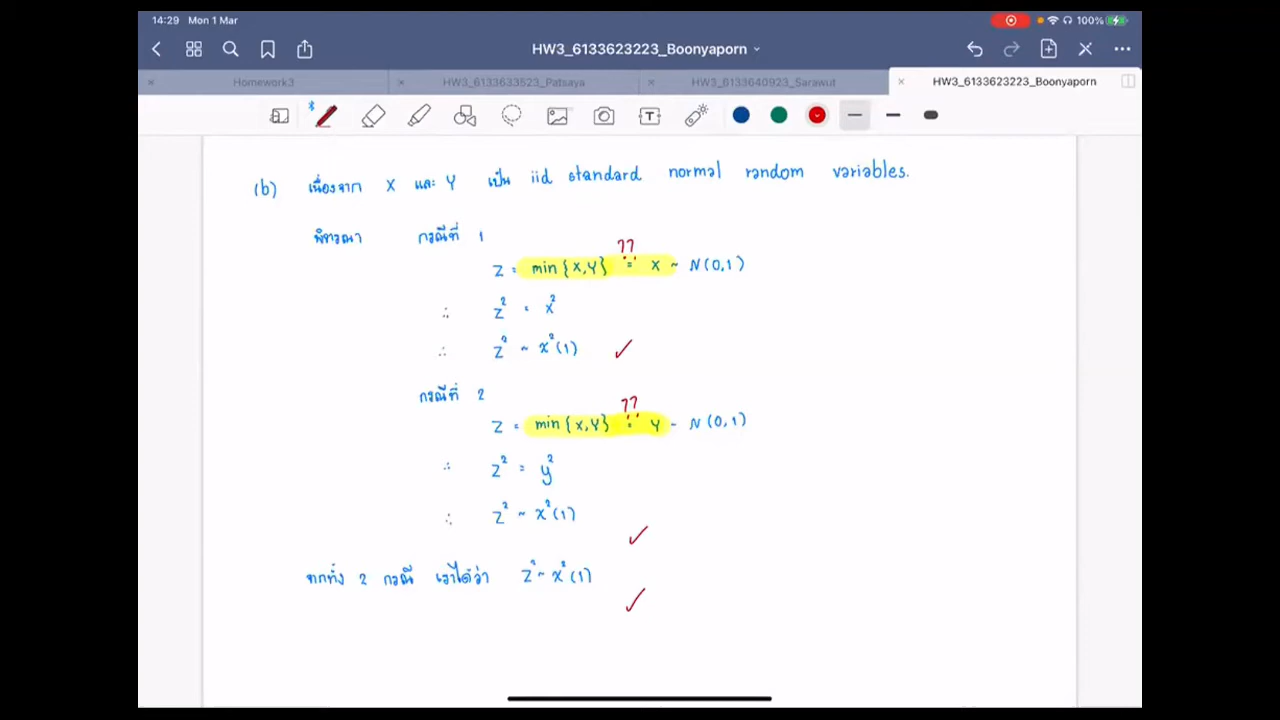 14:29 Mon 1 Mar
100%
HW3_6133623223_Boonyaporn
Homework3
HW3_6133633523_Patsaya
HW3_6133640923_Sarawut
HW3_6133623223_Boonyaporn
(b) เนื่องจาก X และ Y เป็น iid standard normal random variables.
พิจารณา กรณีที่ 1
??
Z = min{X,Y} = X ~ N(0,1)
∴ Z² = X²
∴ Z² ~ χ²(1) ✓
กรณีที่ 2
??
Z = min{X,Y} = Y ~ N(0,1)
∴ Z² = Y²
∴ Z² ~ χ²(1)
✓
จากทั้ง 2 กรณี เราได้ว่า Z² ~ χ²(1)
✓